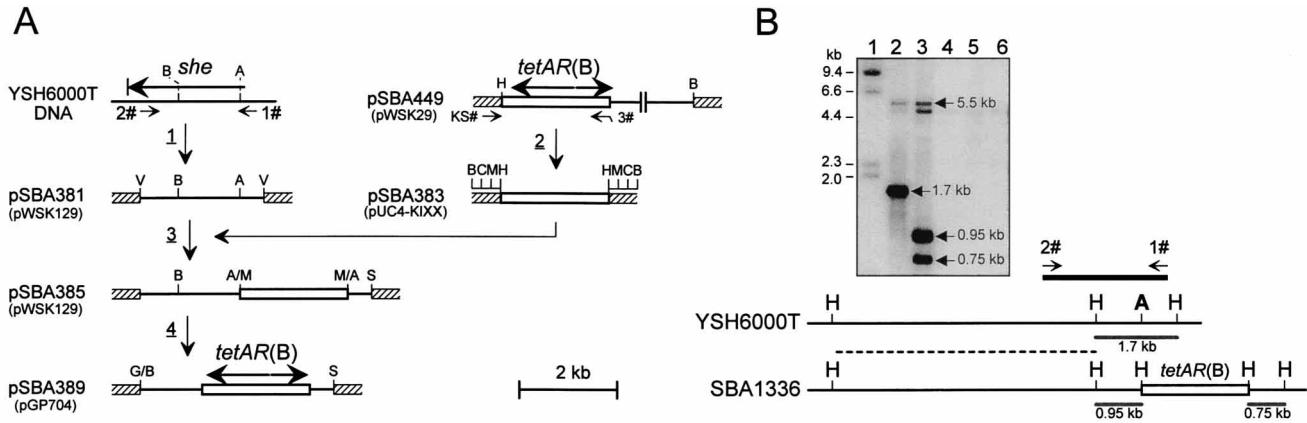 A
B A
she
YSH6000T
DNA
2# 1#
1
V B A V
pSBA381
(pWSK129)
3
B A/M M/A S
pSBA385
(pWSK129)
4
tetAR(B)
G/B S
pSBA389
(pGP704)
tetAR(B)
H B
pSBA449
(pWSK29)
KS# 3#
2
BCMH HMCB
pSBA383
(pUC4-KIXX)
2 kb
B
1 2 3 4 5 6
kb
9.4
6.6
4.4
2.3
2.0
5.5 kb
1.7 kb
0.95 kb
0.75 kb
2# 1#
H H A H
YSH6000T
1.7 kb
H H H tetAR(B) H H
SBA1336
0.95 kb 0.75 kb